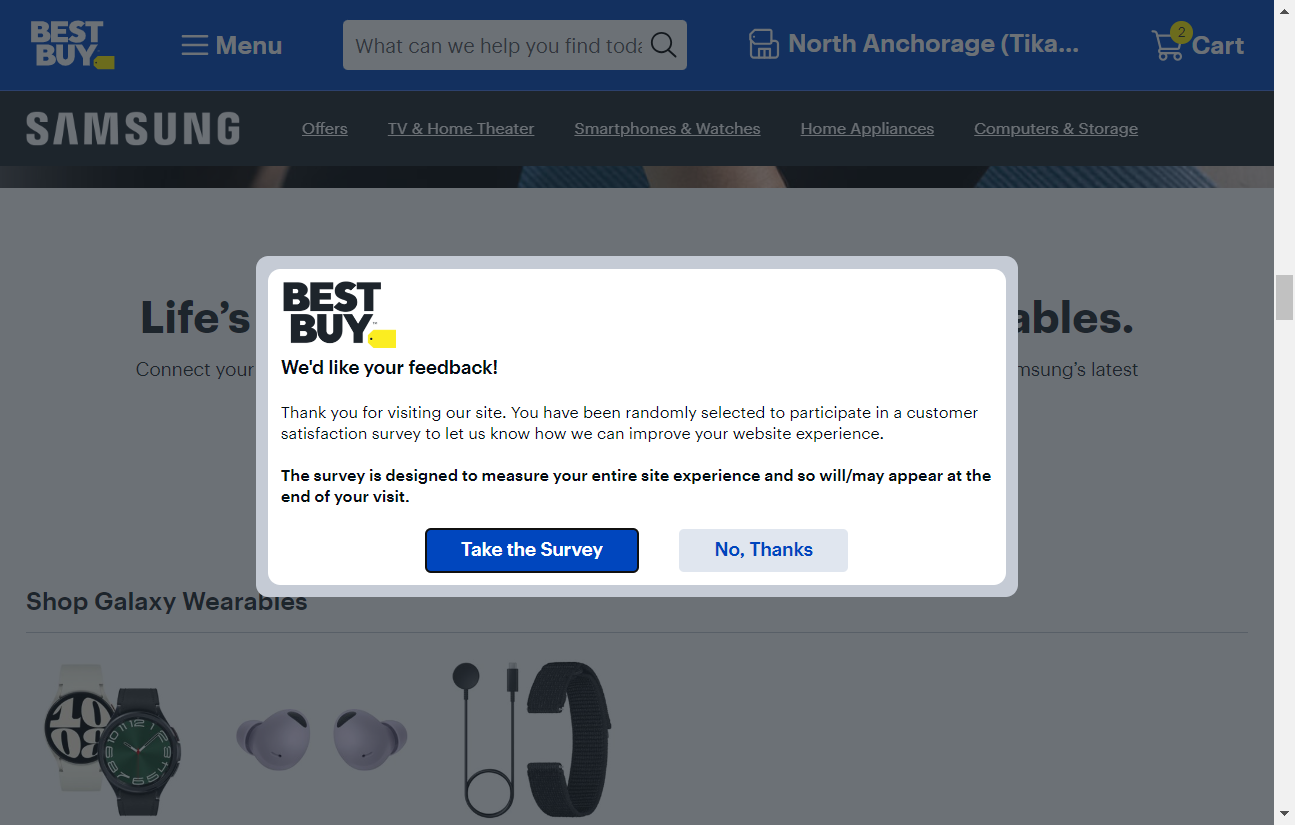 BEST BUY
Menu
What can we help you find toda
North Anchorage (Tika...
2
Cart
SAMSUNG
Offers
TV & Home Theater
Smartphones & Watches
Home Appliances
Computers & Storage
Life's
ables.
Connect your
msung's latest
BEST
BUY™
We'd like your feedback!
Thank you for visiting our site. You have been randomly selected to participate in a customer
satisfaction survey to let us know how we can improve your website experience.
The survey is designed to measure your entire site experience and so will/may appear at the
end of your visit.
Take the Survey
No, Thanks
Shop Galaxy Wearables
10
08